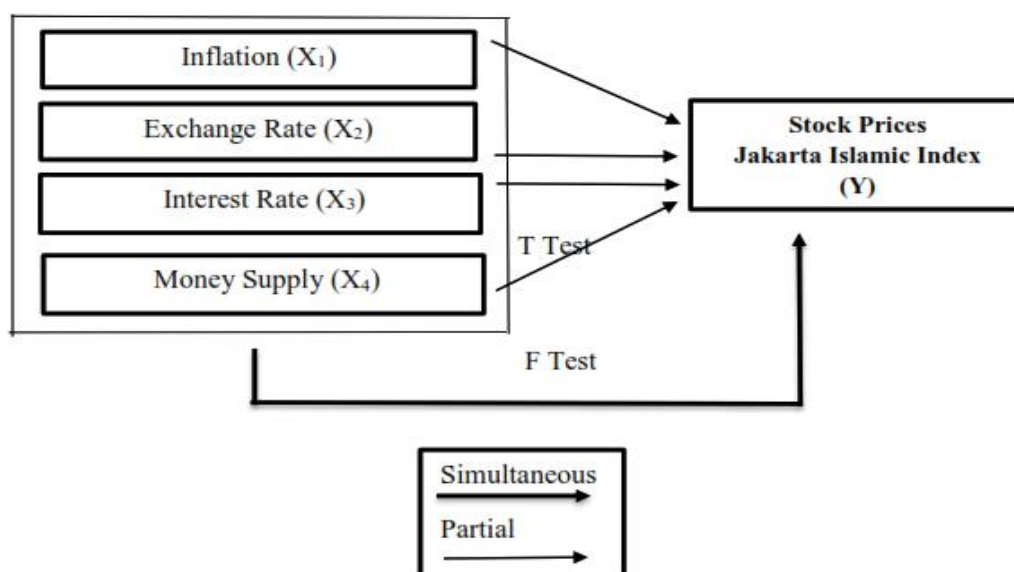 Inflation (X₁)
Exchange Rate (X₂)
Interest Rate (X₃)
Money Supply (X₄)
Stock Prices
Jakarta Islamic Index
(Y)
T Test
F Test
Simultaneous
Partial